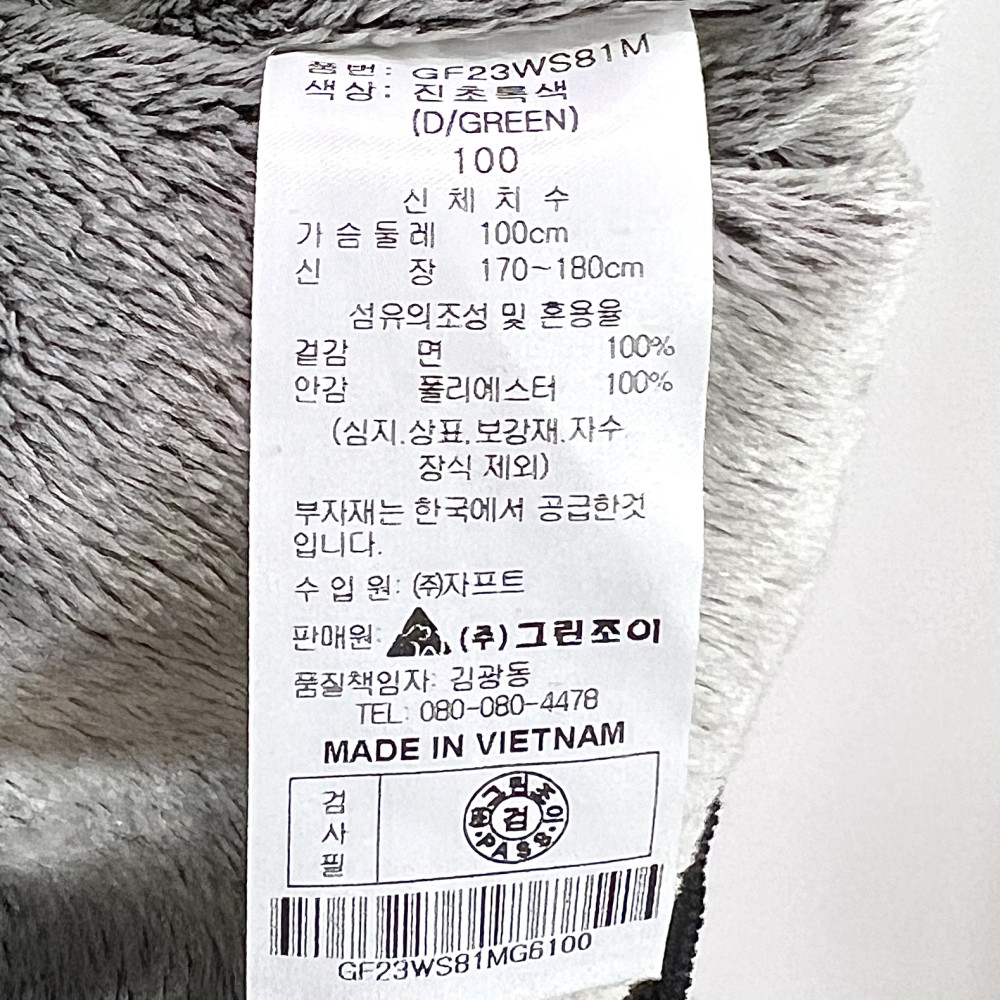 품번: GF23WS81M
색상: 진초록색
(D/GREEN)
100
신체치수
가슴둘레 100cm
신장 170~180cm
섬유의조성 및 혼용율
겉감 면 100%
안감 폴리에스터 100%
(심지.상표.보강재.자수
장식 제외)
부자재는 한국에서 공급한것
입니다.
수입원: (주)자프트
판매원: (주)그린조이
품질책임자: 김광동
TEL: 080-080-4478
MADE IN VIETNAM
검사필
그린조이
검
PASS
GF23WS81MG6100